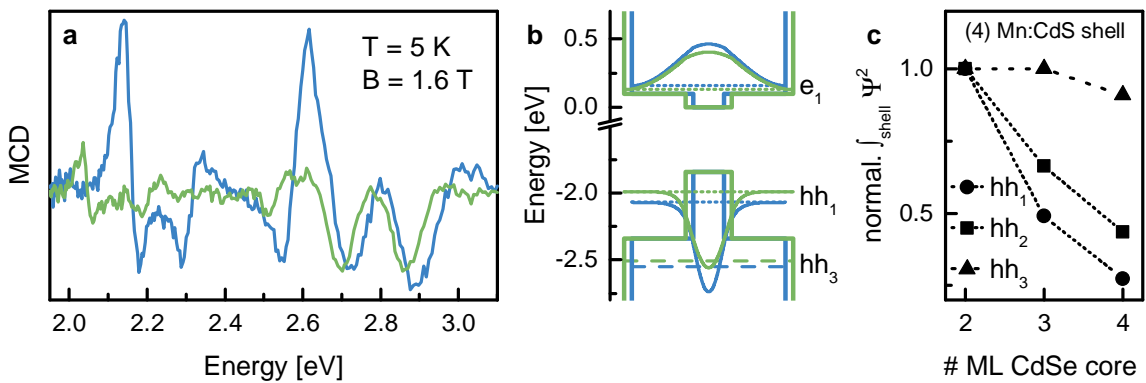 a
T = 5 K
B = 1.6 T
MCD
2.0 2.2 2.4 2.6 2.8 3.0
Energy [eV]
b
0.5
0.0
-2.0
-2.5
Energy [eV]
e₁
hh₁
hh₃
c
(4) Mn:CdS shell
1.0
0.5
normal. ∫shell Ψ²
hh₁
hh₂
hh₃
2 3 4
# ML CdSe core